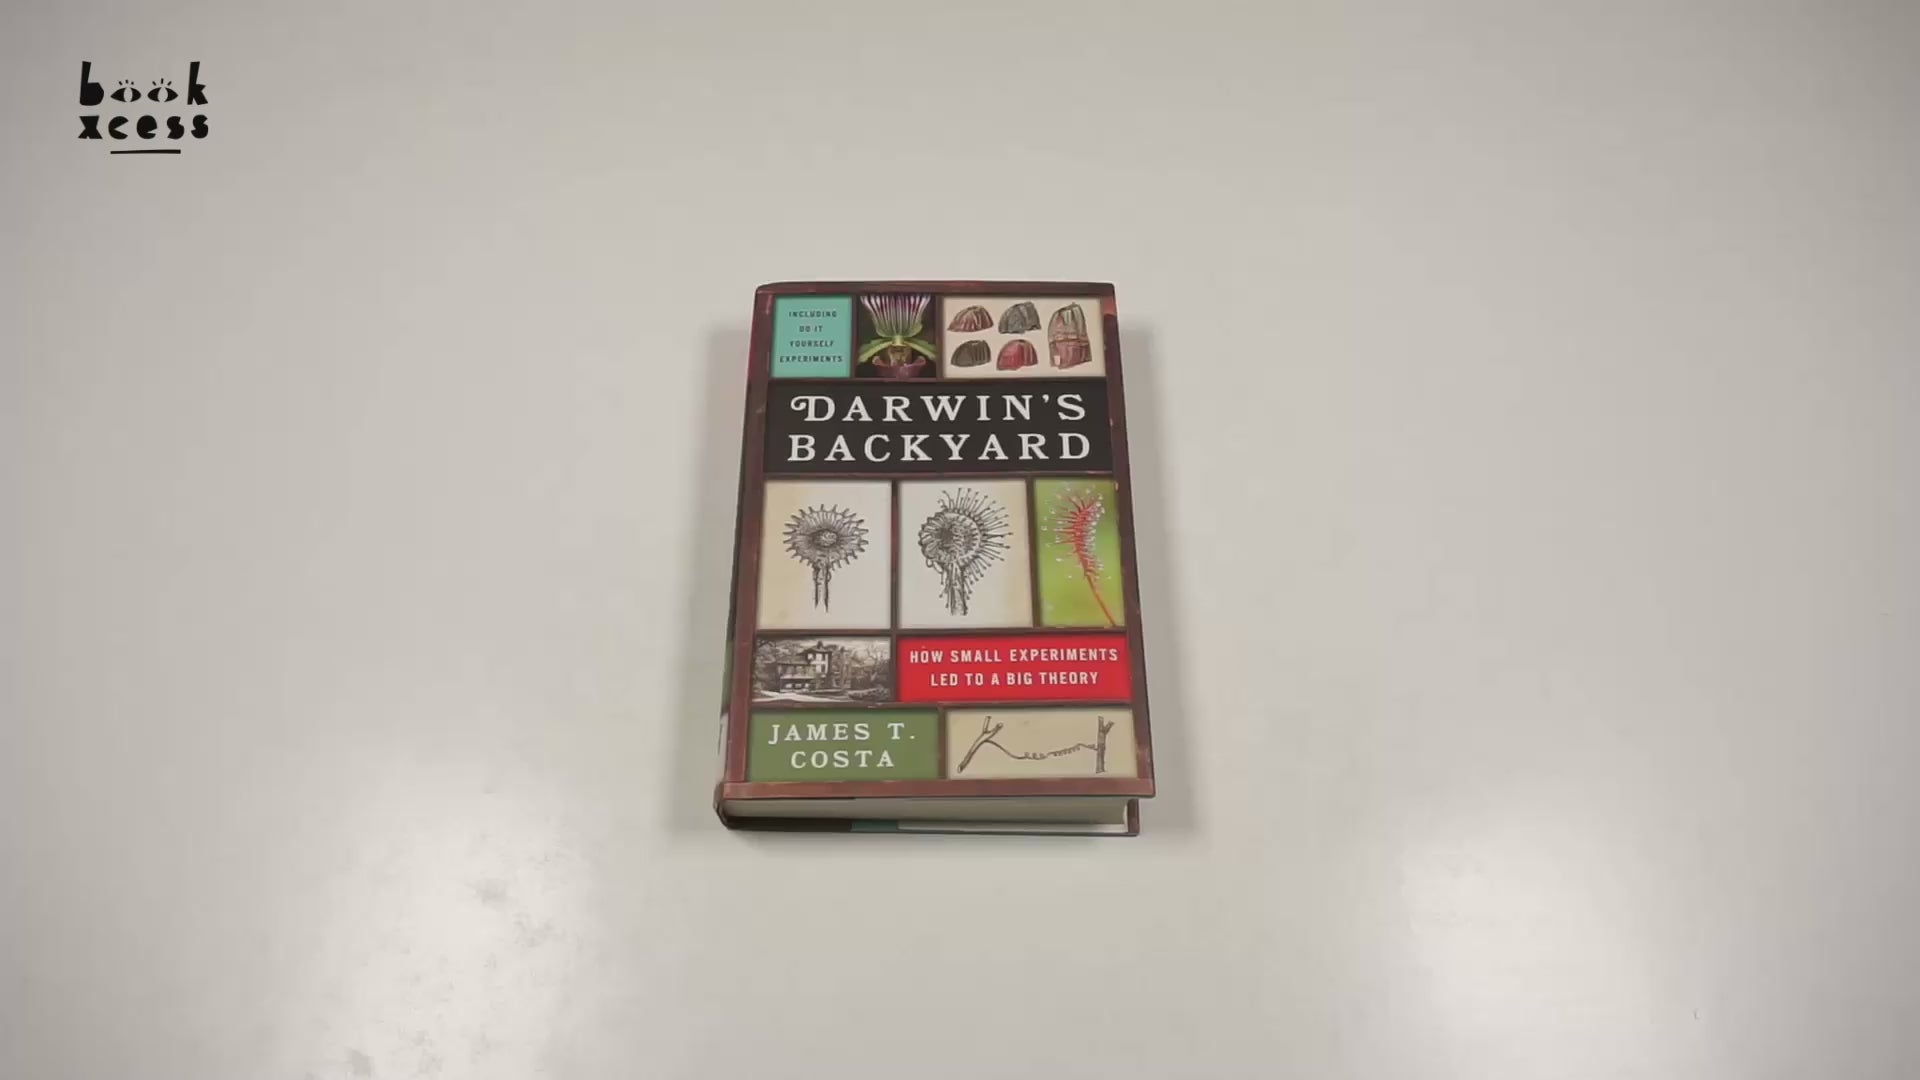 book
xcess
INCLUDING
DO IT
YOURSELF
EXPERIMENTS
DARWIN'S
BACKYARD
HOW SMALL EXPERIMENTS
LED TO A BIG THEORY
JAMES T.
COSTA